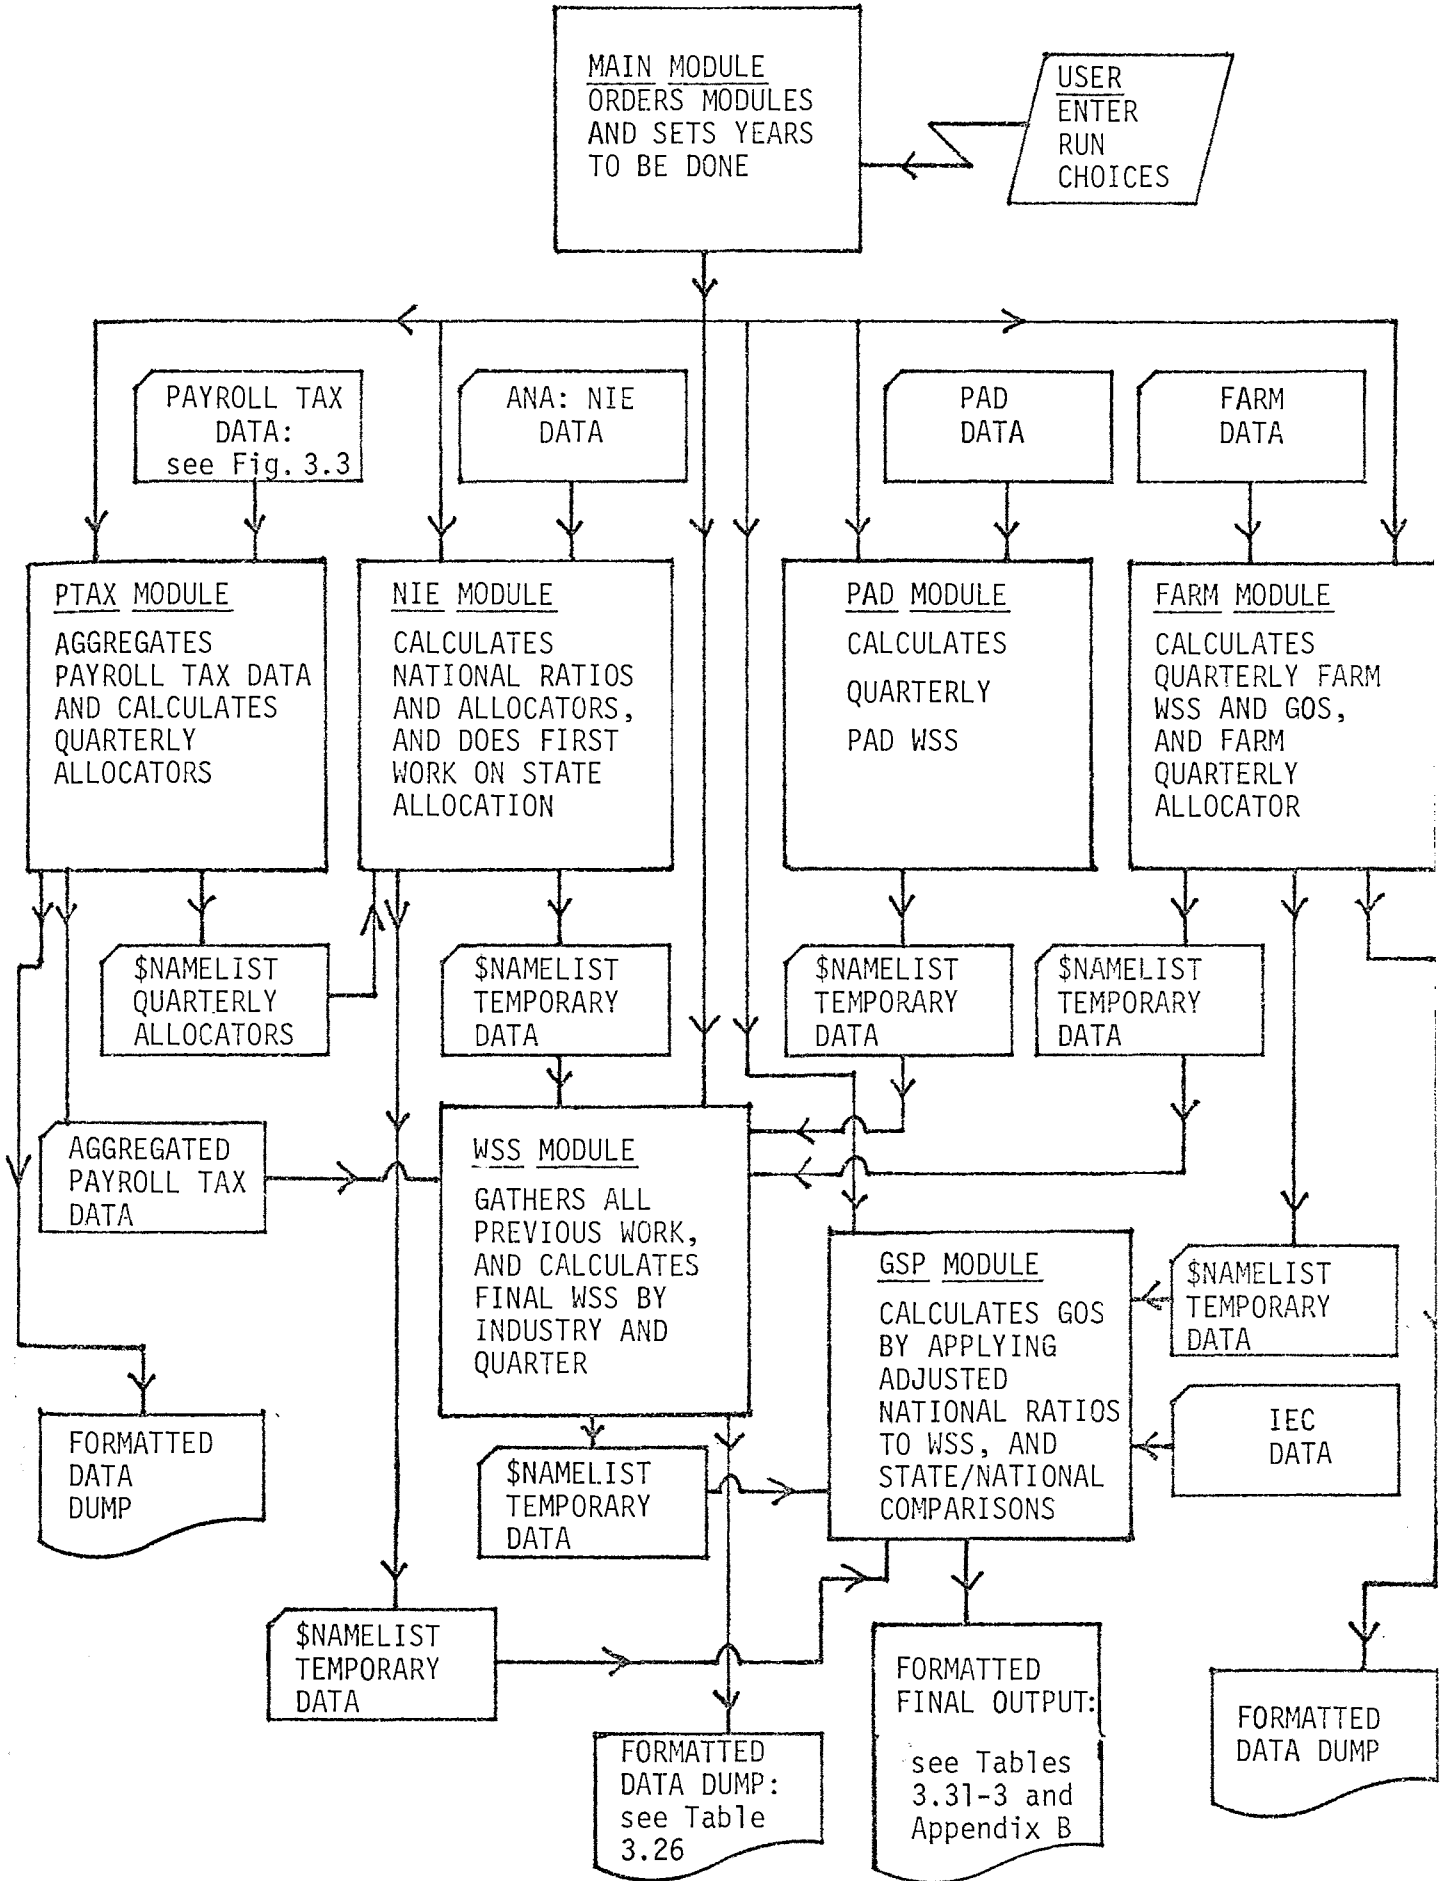 MAIN MODULE
ORDERS MODULES
AND SETS YEARS
TO BE DONE
USER
ENTER
RUN
CHOICES
PAYROLL TAX
DATA:
see Fig. 3.3
ANA: NIE
DATA
PAD
DATA
FARM
DATA
PTAX MODULE
AGGREGATES
PAYROLL TAX DATA
AND CALCULATES
QUARTERLY
ALLOCATORS
NIE MODULE
CALCULATES
NATIONAL RATIOS
AND ALLOCATORS,
AND DOES FIRST
WORK ON STATE
ALLOCATION
PAD MODULE
CALCULATES
QUARTERLY
PAD WSS
FARM MODULE
CALCULATES
QUARTERLY FARM
WSS AND GOS,
AND FARM
QUARTERLY
ALLOCATOR
$NAMELIST
QUARTERLY
ALLOCATORS
$NAMELIST
TEMPORARY
DATA
$NAMELIST
TEMPORARY
DATA
$NAMELIST
TEMPORARY
DATA
AGGREGATED
PAYROLL TAX
DATA
WSS MODULE
GATHERS ALL
PREVIOUS WORK,
AND CALCULATES
FINAL WSS BY
INDUSTRY AND
QUARTER
GSP MODULE
CALCULATES GOS
BY APPLYING
ADJUSTED
NATIONAL RATIOS
TO WSS, AND
STATE/NATIONAL
COMPARISONS
$NAMELIST
TEMPORARY
DATA
IEC
DATA
FORMATTED
DATA
DUMP
$NAMELIST
TEMPORARY
DATA
$NAMELIST
TEMPORARY
DATA
FORMATTED
DATA DUMP:
see Table
3.26
FORMATTED
FINAL OUTPUT:
see Tables
3.31-3 and
Appendix B
FORMATTED
DATA DUMP